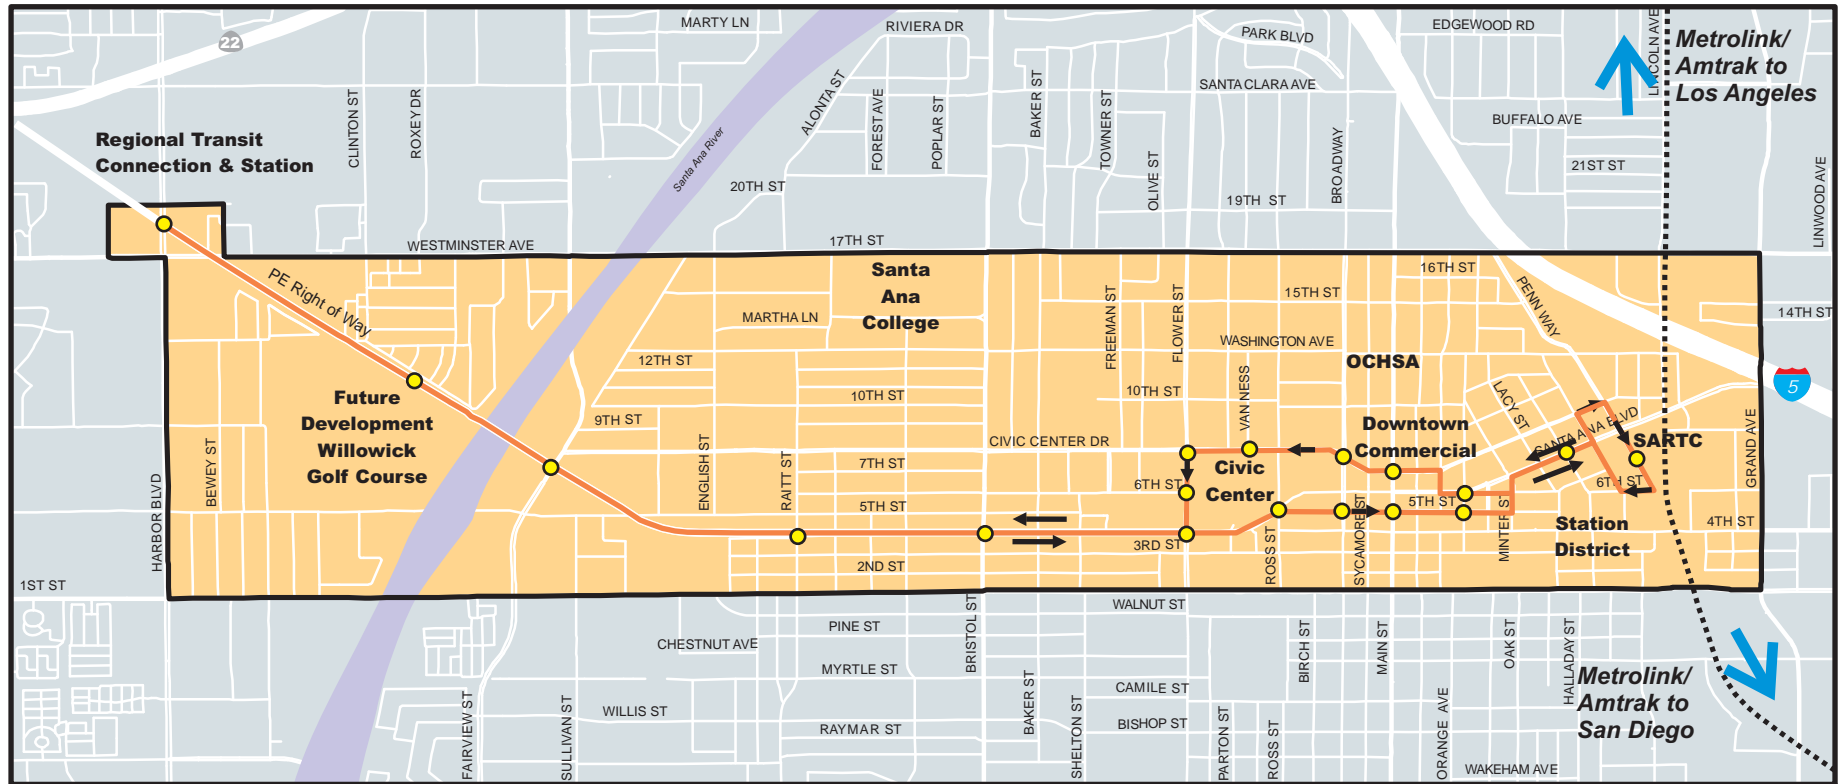 MARTY LN
RIVIERA DR
PARK BLVD
EDGEWOOD RD
LINCOLN AVE
Metrolink/
Amtrak to
Los Angeles
22
SANTA CLARA AVE
BUFFALO AVE
21ST ST
Regional Transit
Connection & Station
CLINTON ST
ROXEY DR
ALONTA ST
FOREST AVE
POPLAR ST
BAKER ST
TOWNER ST
OLIVE ST
BROADWAY
LINWOOD AVE
Santa Ana River
20TH ST
19TH ST
WESTMINSTER AVE
17TH ST
16TH ST
15TH ST
14TH ST
PENN WAY
PE Right of Way
Santa
Ana
College
MARTHA LN
FREEMAN ST
FLOWER ST
WASHINGTON AVE
12TH ST
OCHSA
5
10TH ST
10TH ST
VAN NESS
LACY ST
Future
Development
Willowick
Golf Course
9TH ST
CIVIC CENTER DR
Downtown
Commercial
SANTA ANA BLVD
SARTC
GRAND AVE
HARBOR BLVD
BEWEY ST
ENGLISH ST
RAITT ST
7TH ST
5TH ST
6TH ST
Civic
Center
5TH ST
6TH ST
MINTER ST
SYCAMORE ST
ROSS ST
Station
District
4TH ST
3RD ST
2ND ST
1ST ST
WALNUT ST
PINE ST
CHESTNUT AVE
MYRTLE ST
BRISTOL ST
BIRCH ST
MAIN ST
OAK ST
HALLADAY ST
Metrolink/
Amtrak to
San Diego
FAIRVIEW ST
SULLIVAN ST
WILLIS ST
RAYMAR ST
BAKER ST
SHELTON ST
CAMILE ST
BISHOP ST
PARTON ST
ROSS ST
ORANGE AVE
WAKEHAM AVE